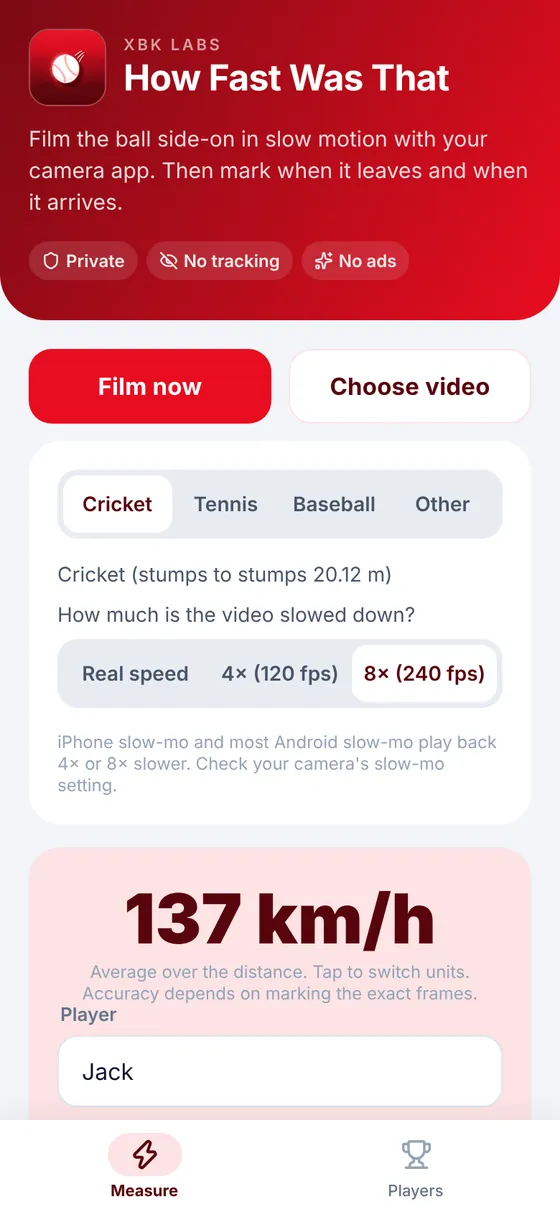 XBK LABS
How Fast Was That
Film the ball side-on in slow motion with your
camera app. Then mark when it leaves and when
it arrives.
Private
No tracking
No ads
Film now
Choose video
Cricket
Tennis
Baseball
Other
Cricket (stumps to stumps 20.12 m)
How much is the video slowed down?
Real speed
4× (120 fps)
8× (240 fps)
iPhone slow-mo and most Android slow-mo play back
4× or 8× slower. Check your camera's slow-mo
setting.
137 km/h
Average over the distance. Tap to switch units.
Accuracy depends on marking the exact frames.
Player
Jack
Measure
Players